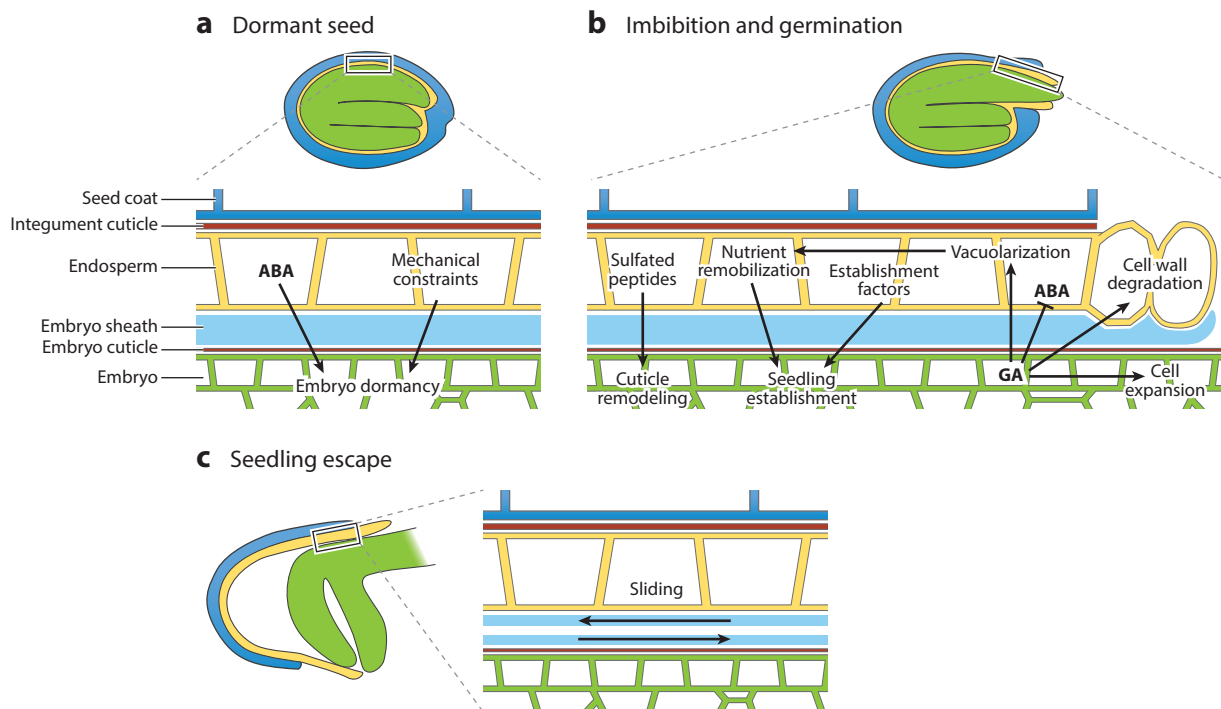 a Dormant seed
b Imbibition and germination
Seed coat
Integument cuticle
Endosperm
Embryo sheath
Embryo cuticle
Embryo
ABA
Mechanical
constraints
Embryo dormancy
Sulfated
peptides
Nutrient
remobilization
Vacuolarization
Establishment
factors
ABA
Cell wall
degradation
Cuticle
remodeling
Seedling
establishment
GA
Cell
expansion
c Seedling escape
Sliding